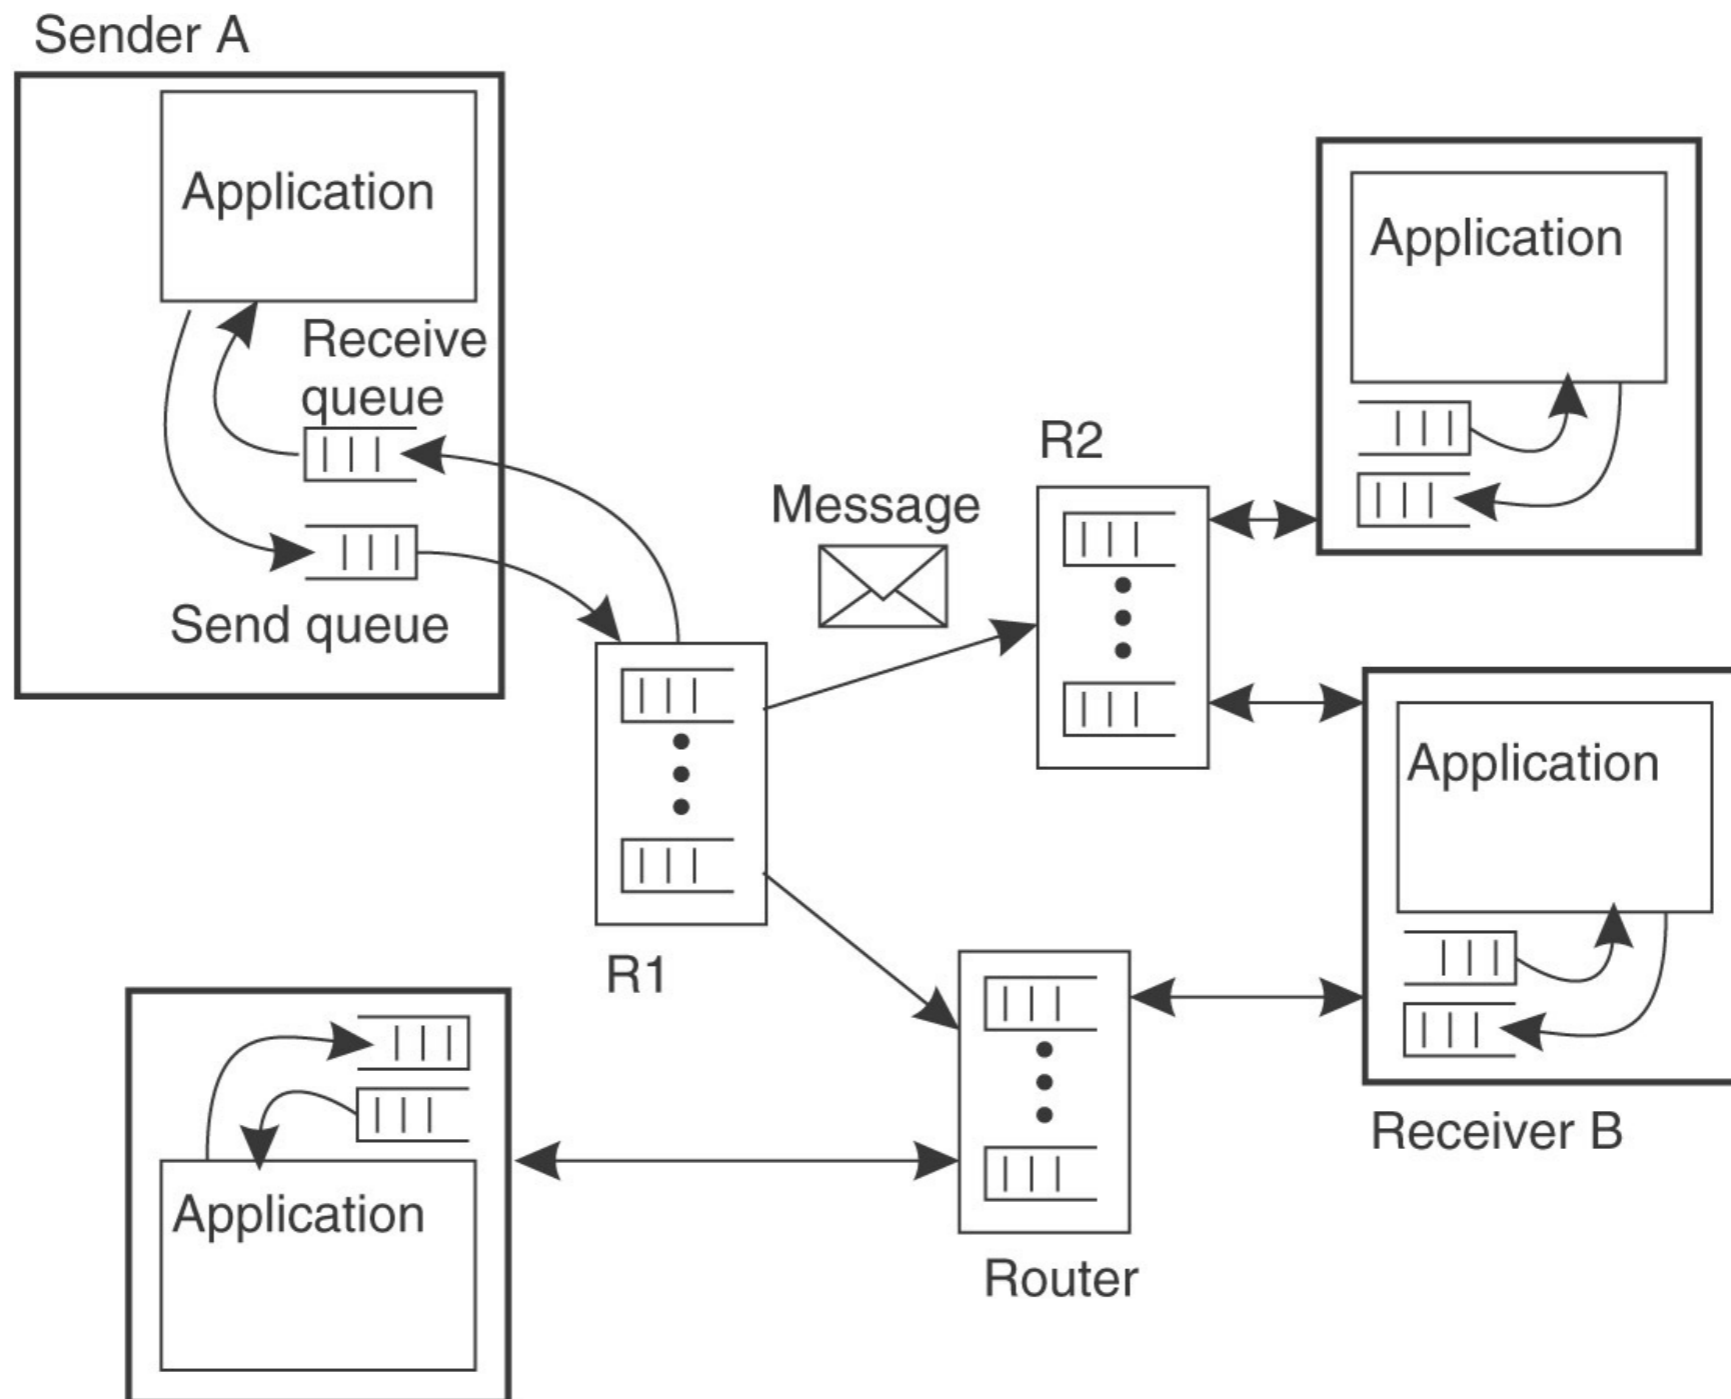 Sender A
Application
Receive
queue
Send queue
R1
Message
R2
Application
Application
Receiver B
Router
Application